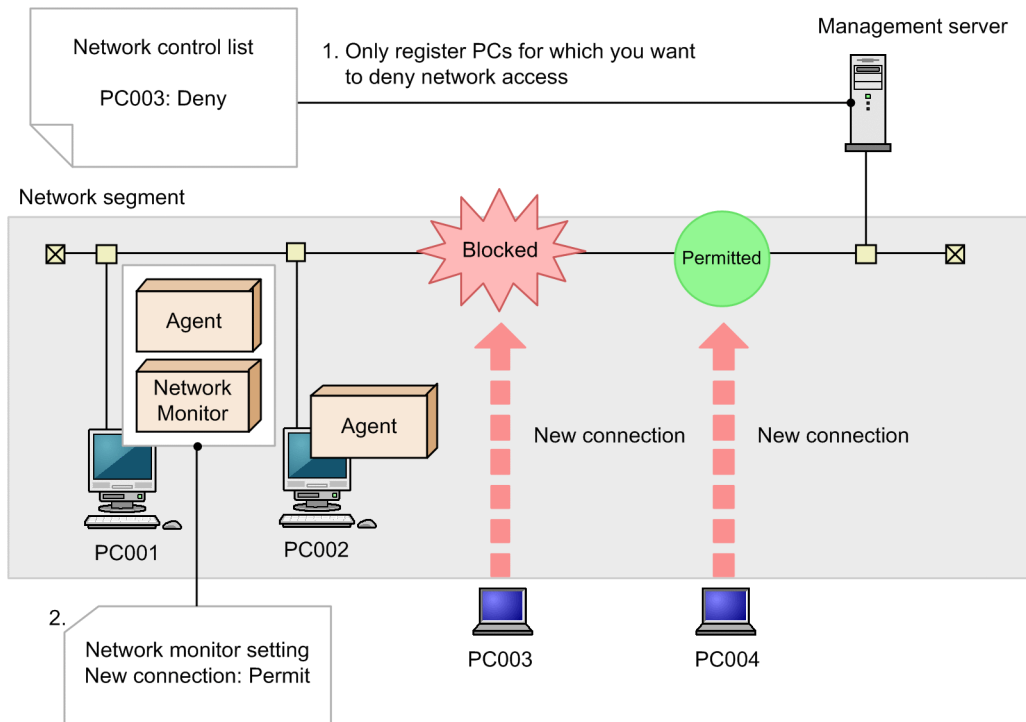 Network control list
PC003: Deny
1. Only register PCs for which you want
to deny network access
Management server
Network segment
Blocked
Permitted
Agent
Network
Monitor
Agent
New connection
New connection
PC001
PC002
PC003
PC004
2.
Network monitor setting
New connection: Permit